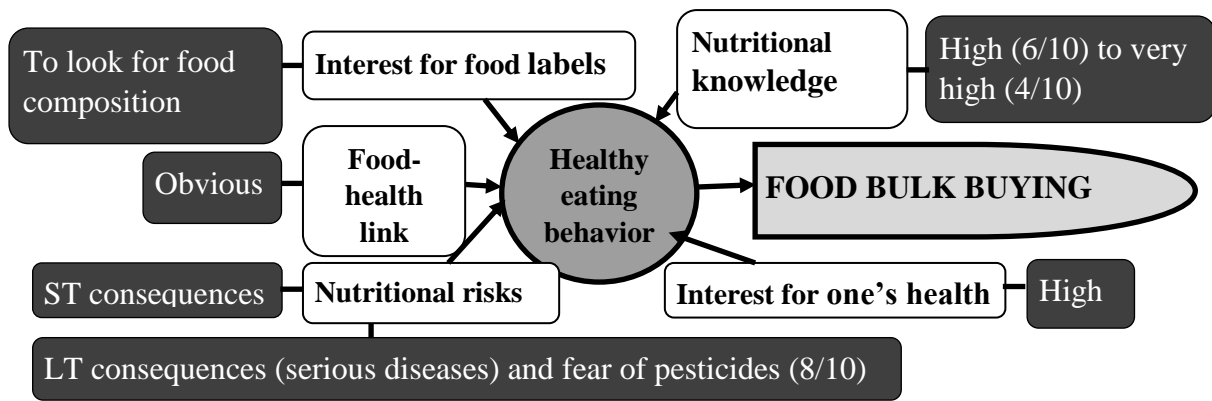 To look for food
composition
Interest for food labels
Nutritional
knowledge
High (6/10) to very
high (4/10)
Obvious
Food-
health
link
Healthy
eating
behavior
FOOD BULK BUYING
ST consequences
Nutritional risks
Interest for one’s health
High
LT consequences (serious diseases) and fear of pesticides (8/10)